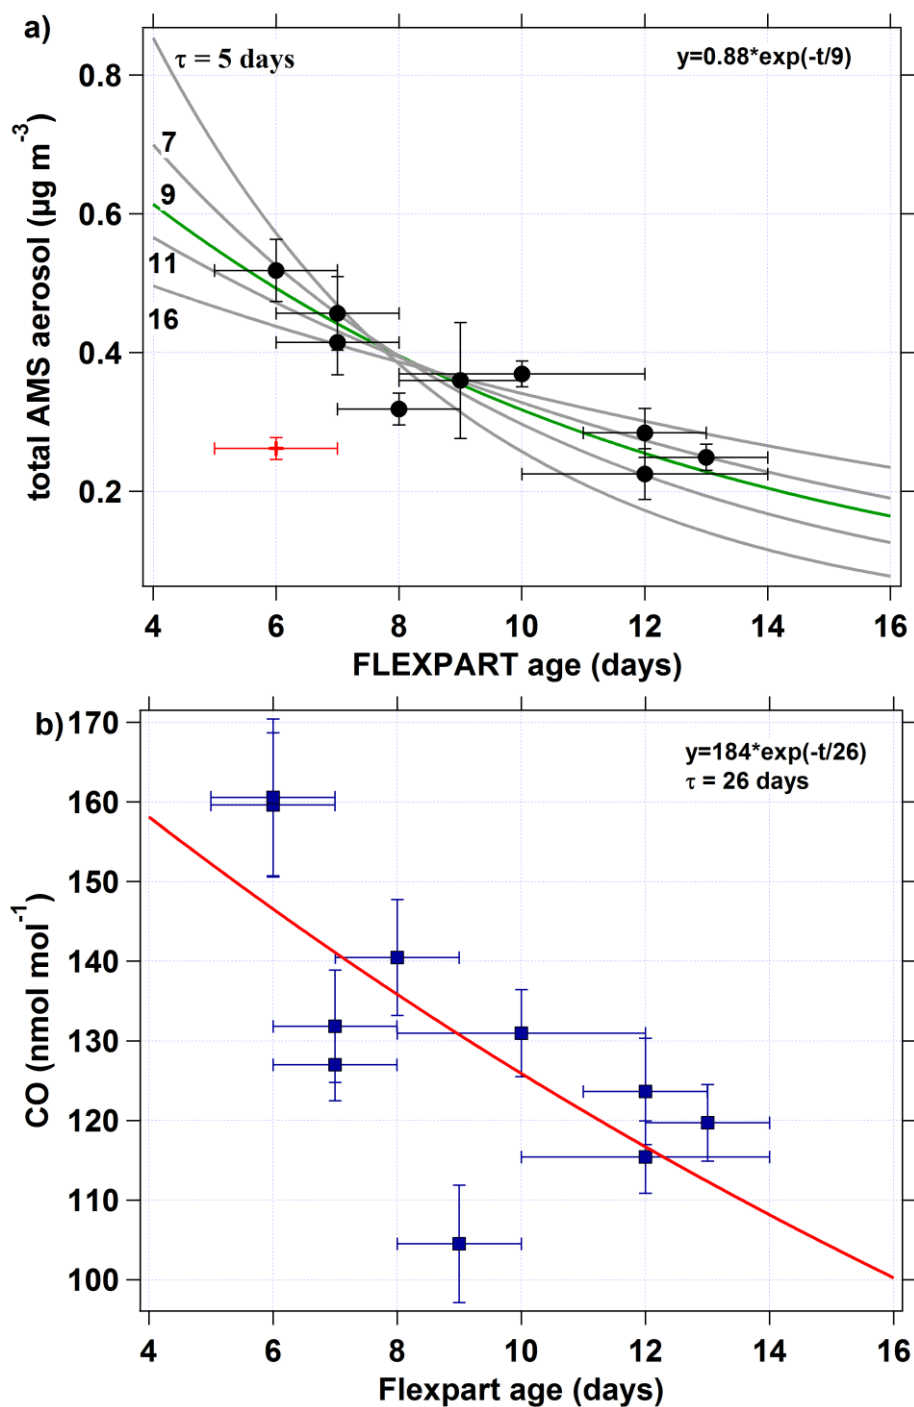 a)
τ = 5 days
y=0.88*exp(-t/9)
0.8
7
9
0.6
11
16
0.4
0.2
total AMS aerosol (µg m⁻³)
4 6 8 10 12 14 16
FLEXPART age (days)
b)
170
y=184*exp(-t/26)
τ = 26 days
160
150
140
130
120
110
100
CO (nmol mol⁻¹)
4 6 8 10 12 14 16
Flexpart age (days)